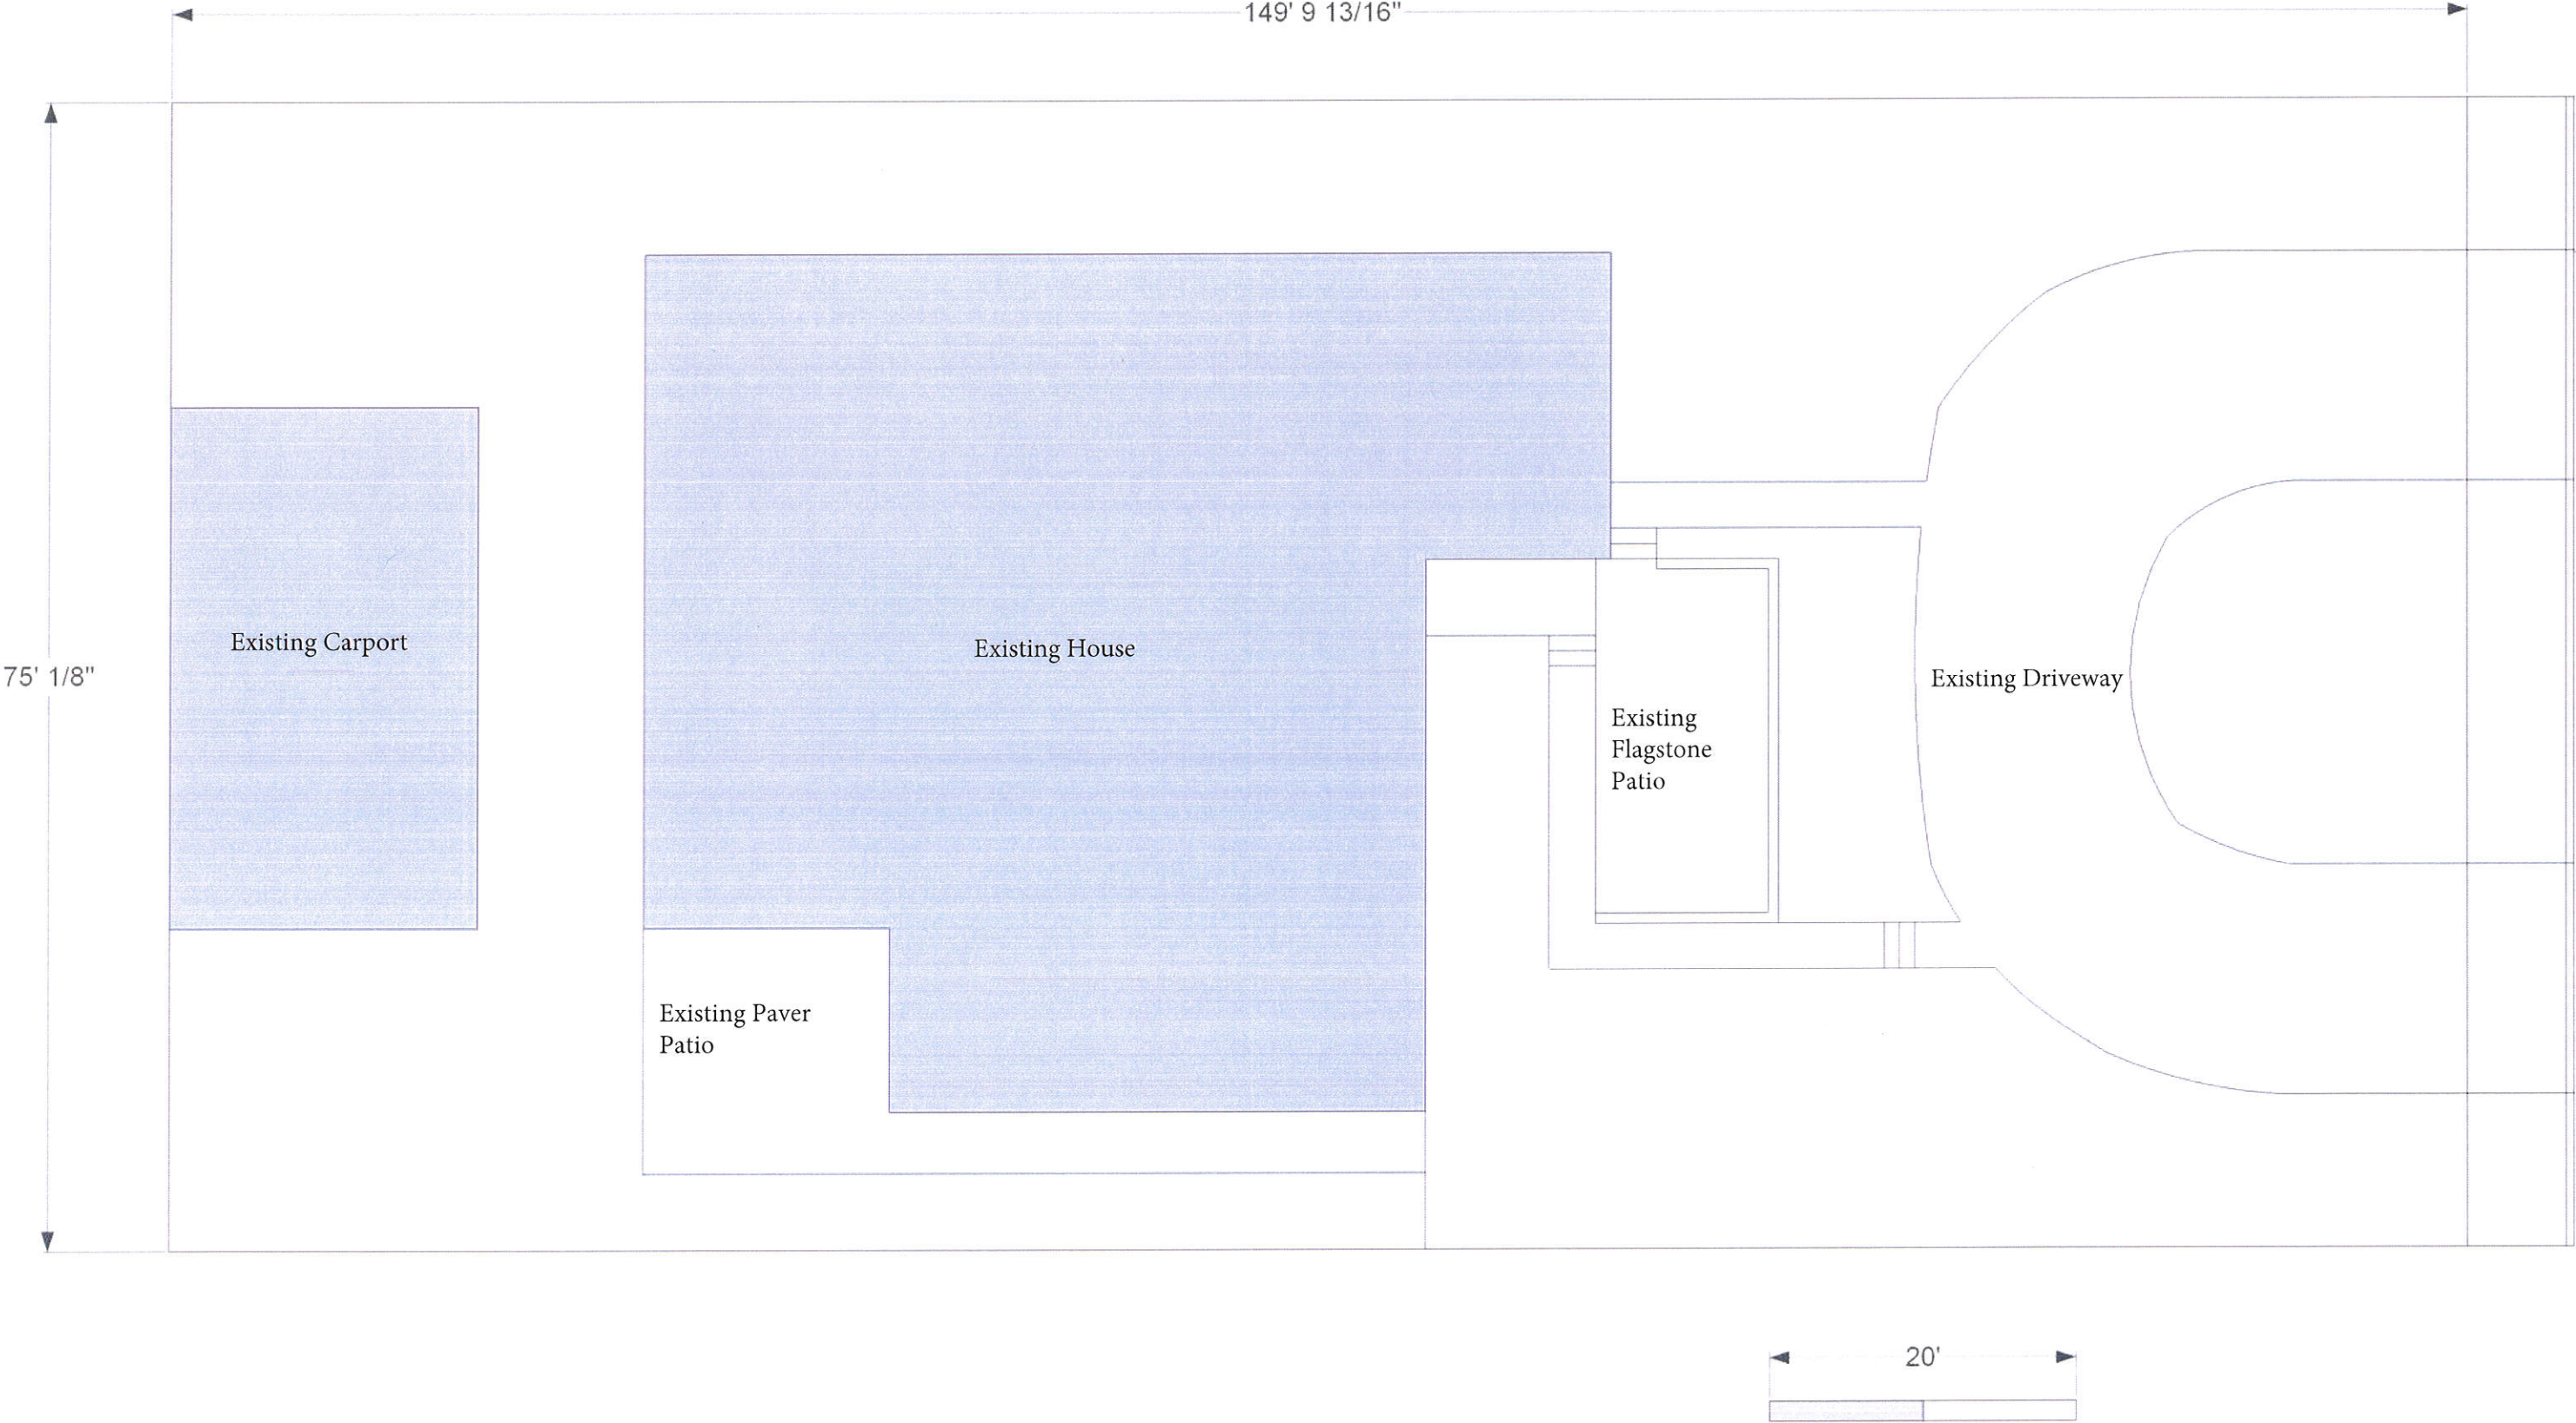 149' 9 13/16"
75' 1/8"
Existing Carport
Existing House
Existing Driveway
Existing
Flagstone
Patio
Existing Paver
Patio
20'